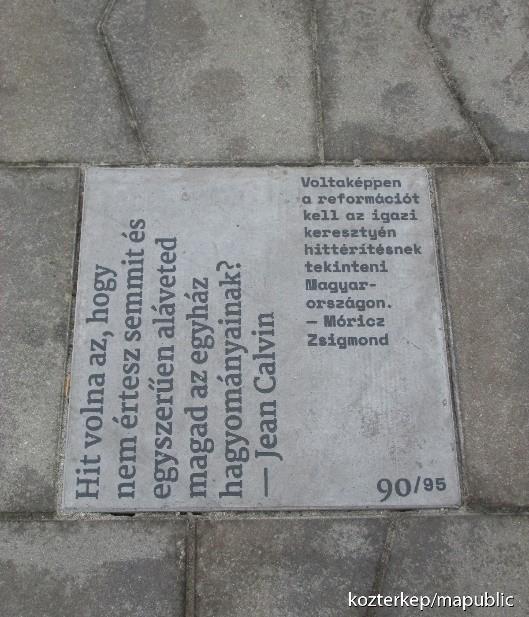 Hit volna az, hogy
nem értesz semmit és
egyszerűen aláveted
magad az egyház
hagyományainak?
— Jean Calvin
Voltaképpen
a reformációt
kell az igazi
keresztyén
hittérítésnek
tekinteni
Magyar-
országon.
— Móricz
Zsigmond
90/95
kozterkep/mapublic